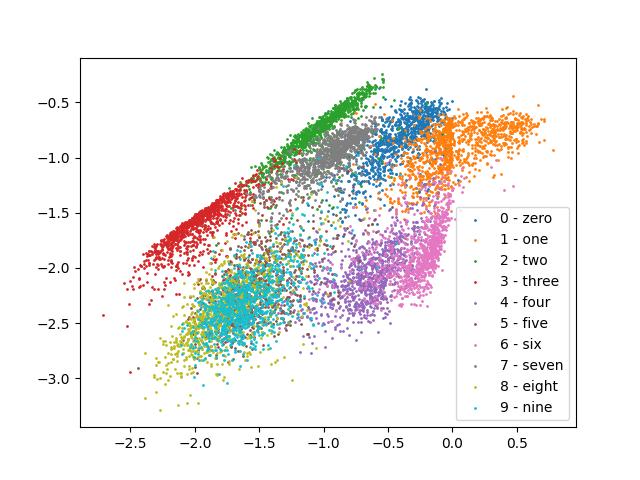 −0.5
−1.0
−1.5
−2.0
−2.5
−3.0
−2.5 −2.0 −1.5 −1.0 −0.5 0.0 0.5
0 - zero
1 - one
2 - two
3 - three
4 - four
5 - five
6 - six
7 - seven
8 - eight
9 - nine